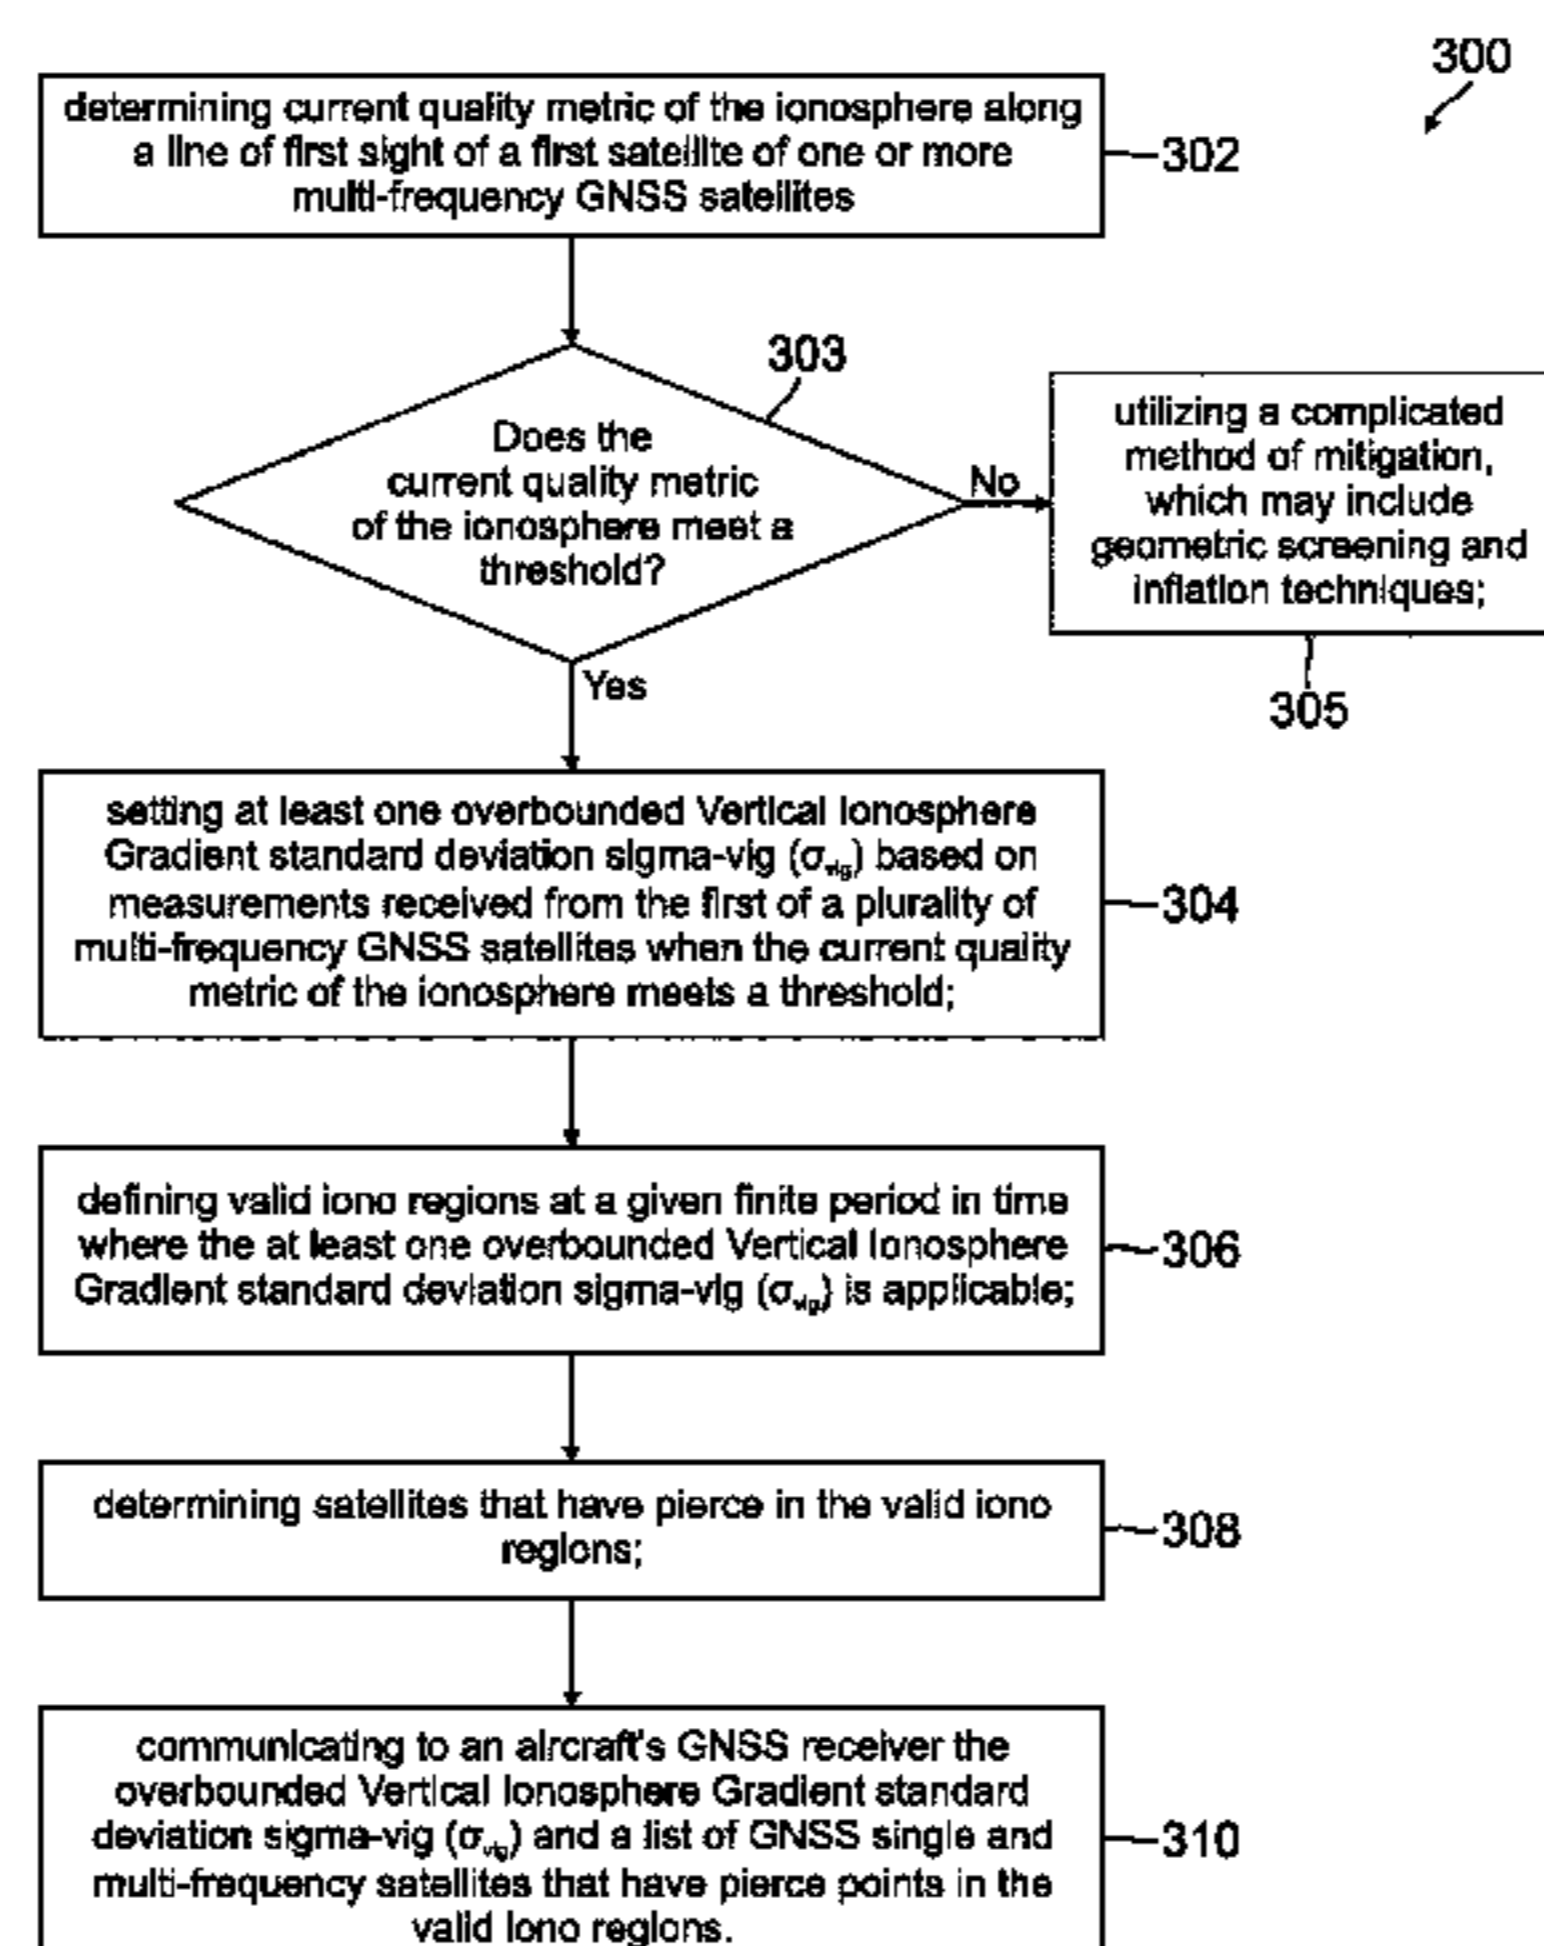 300
determining current quality metric of the ionosphere along
a line of first sight of a first satellite of one or more
multi-frequency GNSS satellites
302
303
Does the
current quality metric
of the ionosphere meet a
threshold?
No
utilizing a complicated
method of mitigation,
which may include
geometric screening and
inflation techniques;
305
Yes
setting at least one overbounded Vertical Ionosphere
Gradient standard deviation sigma-vig (σvig) based on
measurements received from the first of a plurality of
multi-frequency GNSS satellites when the current quality
metric of the ionosphere meets a threshold;
304
defining valid iono regions at a given finite period in time
where the at least one overbounded Vertical Ionosphere
Gradient standard deviation sigma-vig (σvig) is applicable;
306
determining satellites that have pierce in the valid iono
regions;
308
communicating to an aircraft's GNSS receiver the
overbounded Vertical Ionosphere Gradient standard
deviation sigma-vig (σvig) and a list of GNSS single and
multi-frequency satellites that have pierce points in the
valid iono regions.
310